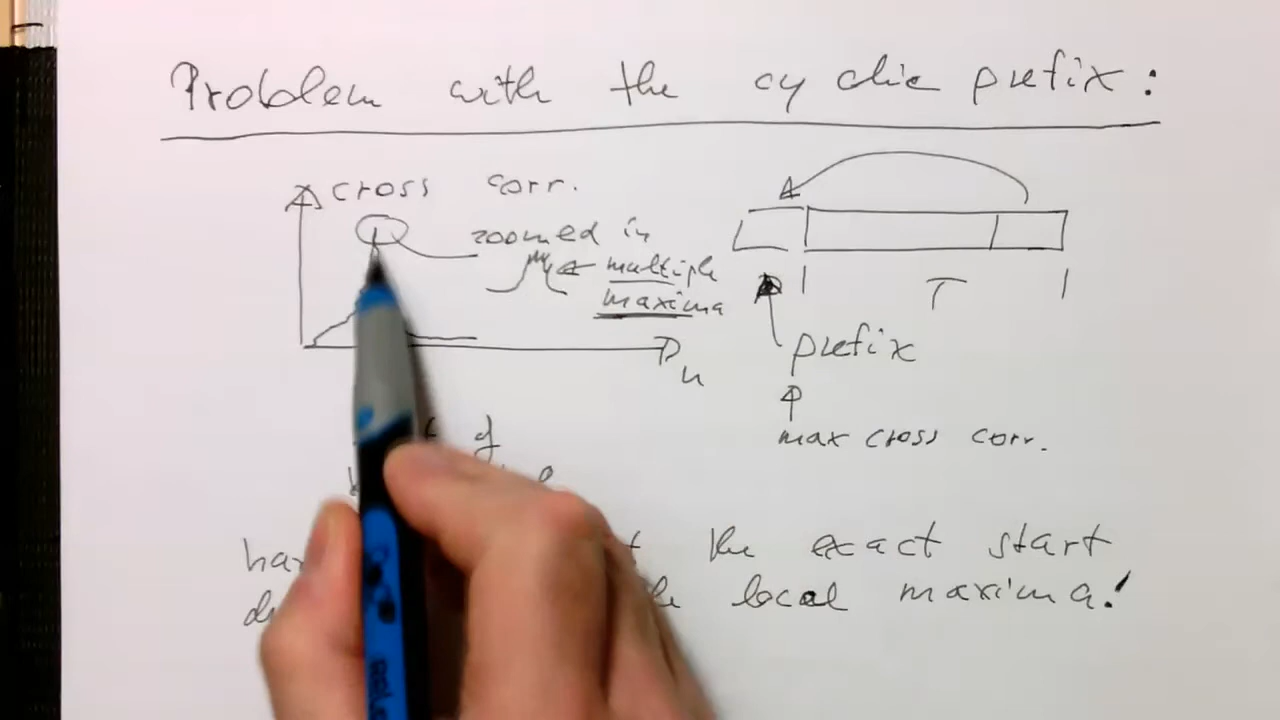 Problem with the cyclic prefix:
cross corr.
zoomed in
multiple
maxima
n
T
prefix
max cross corr.
the exact start
local maxima!